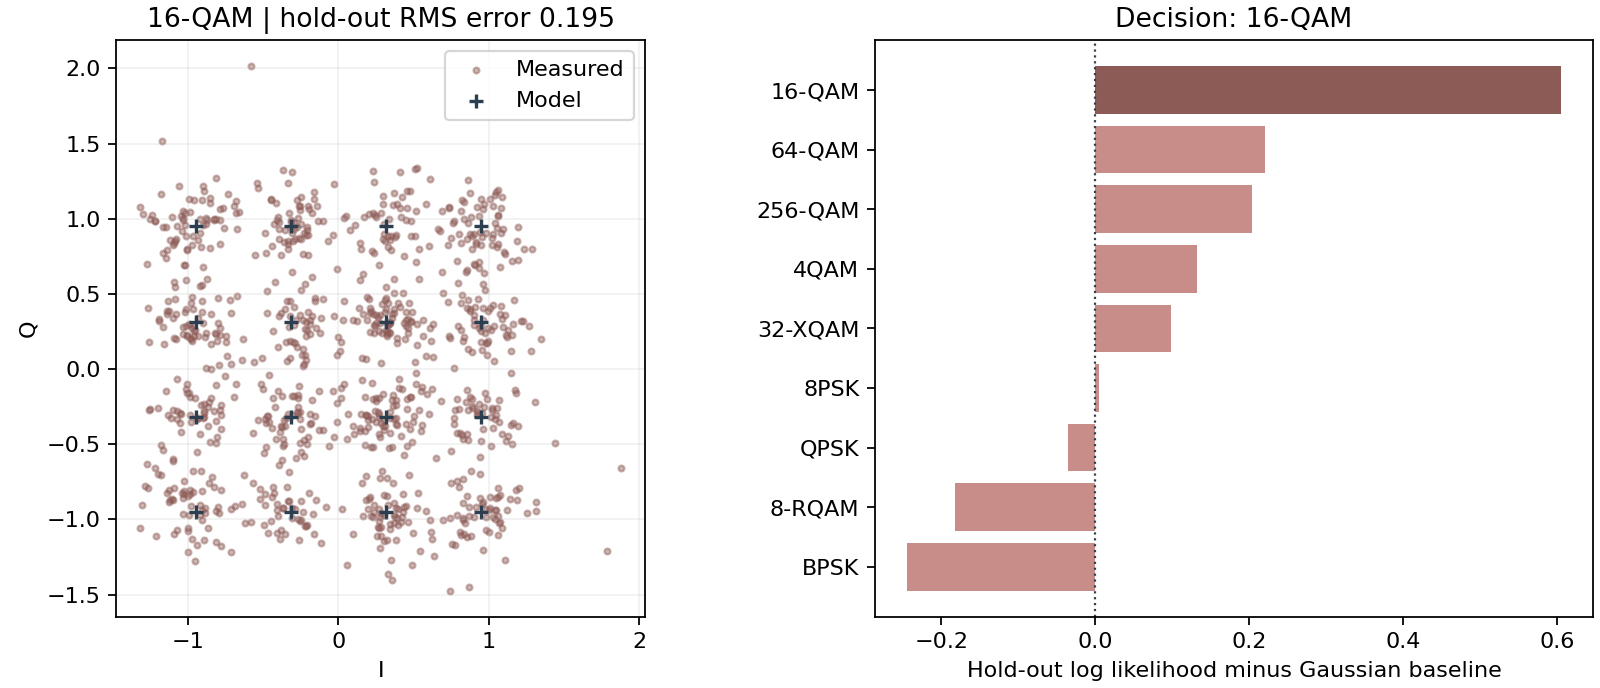 16-QAM | hold-out RMS error 0.195
Measured
Model
2.0
1.5
1.0
0.5
0.0
−0.5
−1.0
−1.5
Q
−1
0
1
2
I
Decision: 16-QAM
16-QAM
64-QAM
256-QAM
4QAM
32-XQAM
8PSK
QPSK
8-RQAM
BPSK
−0.2
0.0
0.2
0.4
0.6
Hold-out log likelihood minus Gaussian baseline